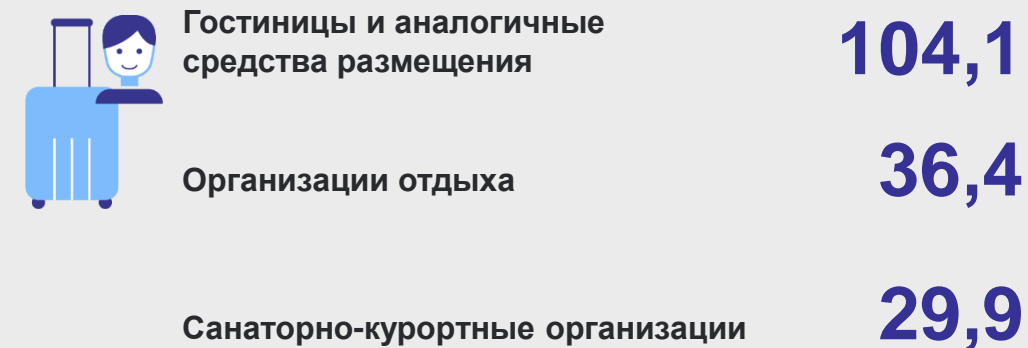 Гостиницы и аналогичные
средства размещения
104,1
Организации отдыха
36,4
Санаторно-курортные организации
29,9